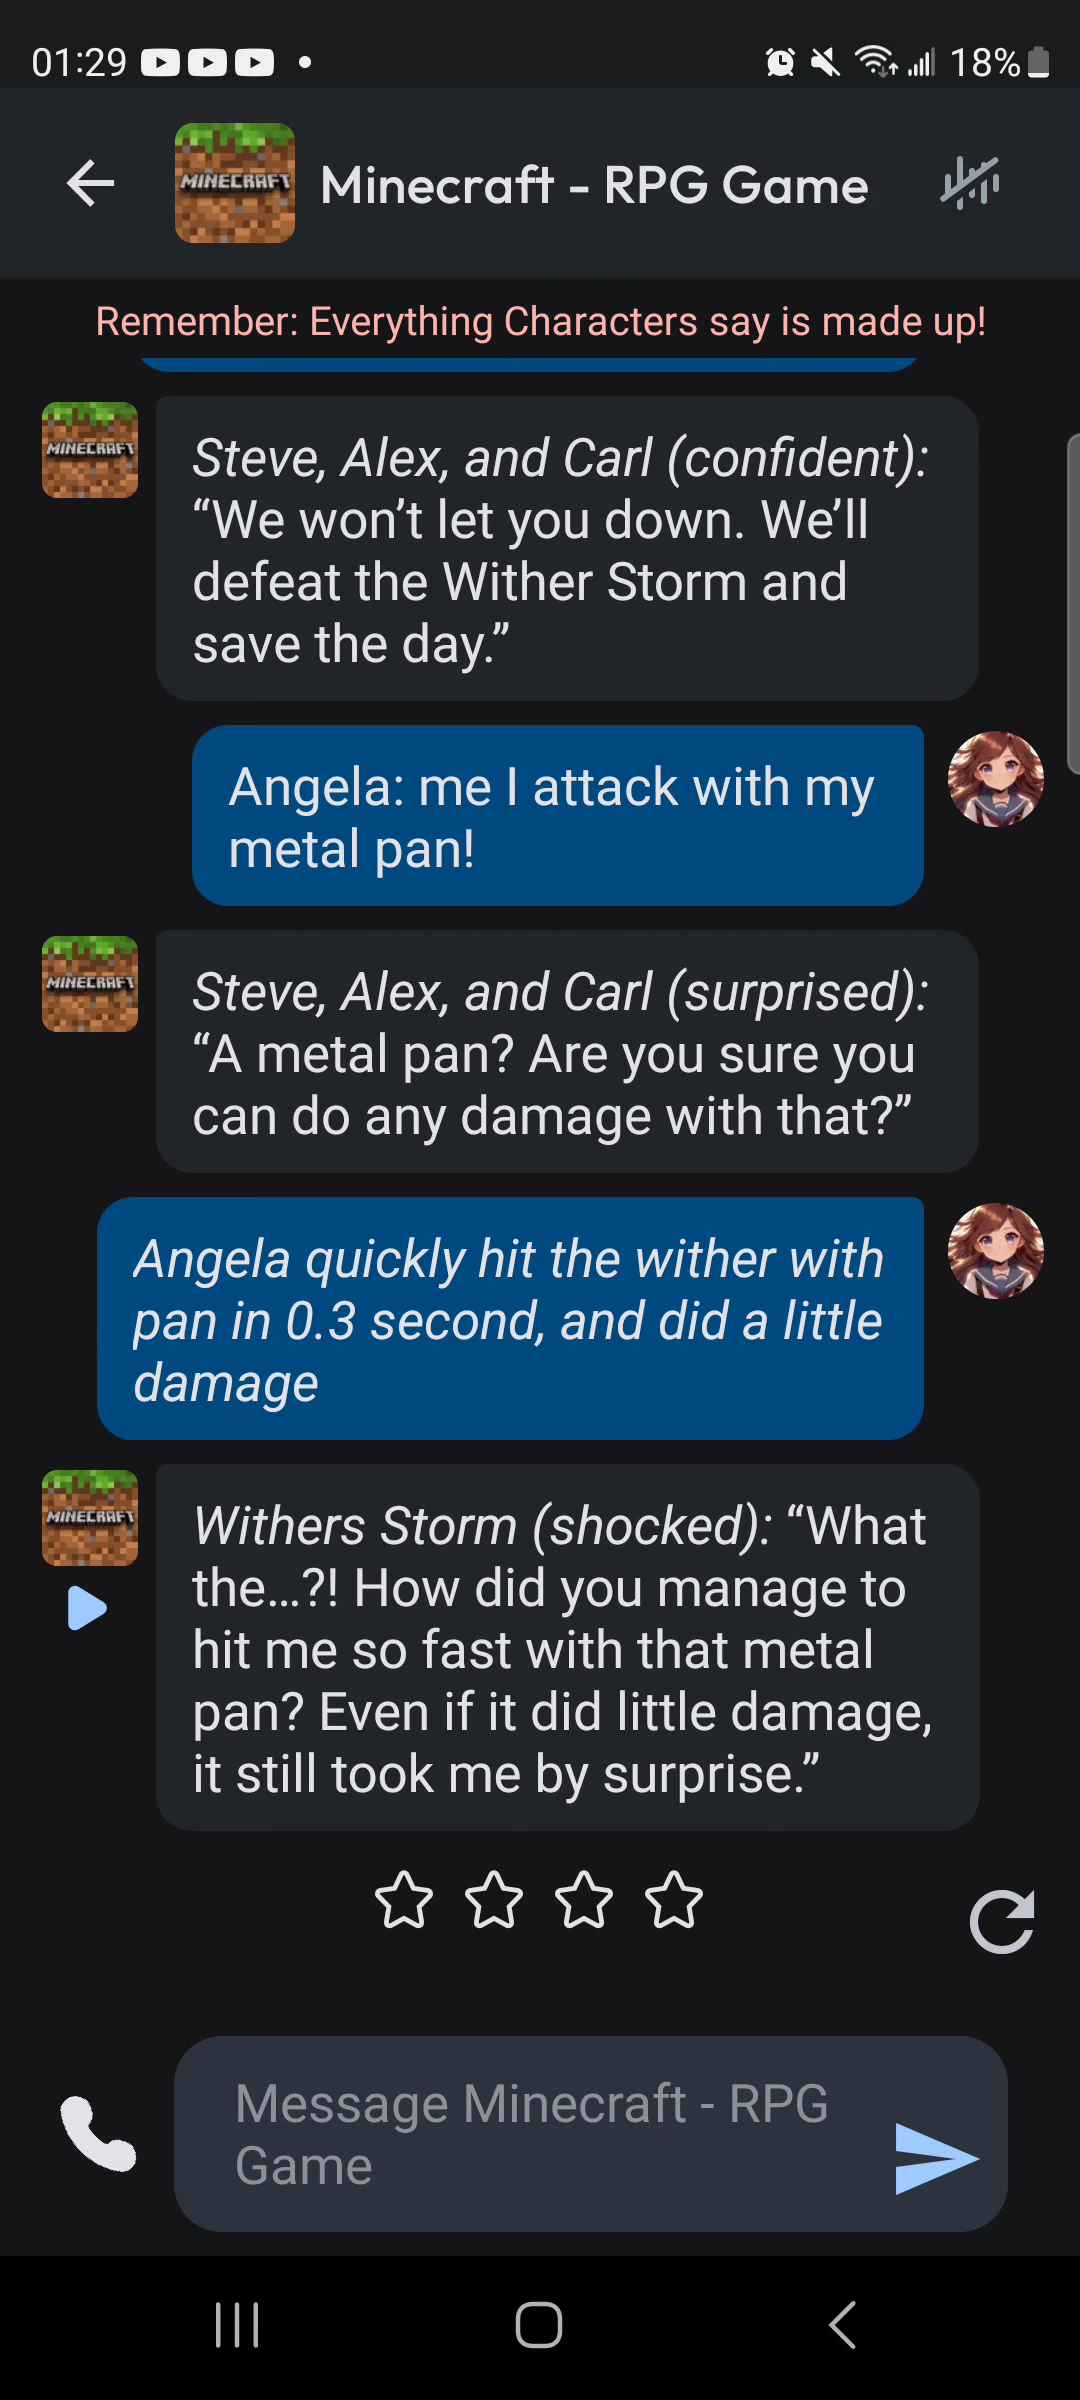 01:29
18%
MINECRAFT
Minecraft - RPG Game
Remember: Everything Characters say is made up!
MINECRAFT
Steve, Alex, and Carl (confident):
“We won’t let you down. We’ll
defeat the Wither Storm and
save the day.”
Angela: me I attack with my
metal pan!
MINECRAFT
Steve, Alex, and Carl (surprised):
“A metal pan? Are you sure you
can do any damage with that?”
Angela quickly hit the wither with
pan in 0.3 second, and did a little
damage
MINECRAFT
Withers Storm (shocked): “What
the...?! How did you manage to
hit me so fast with that metal
pan? Even if it did little damage,
it still took me by surprise.”
Message Minecraft - RPG
Game